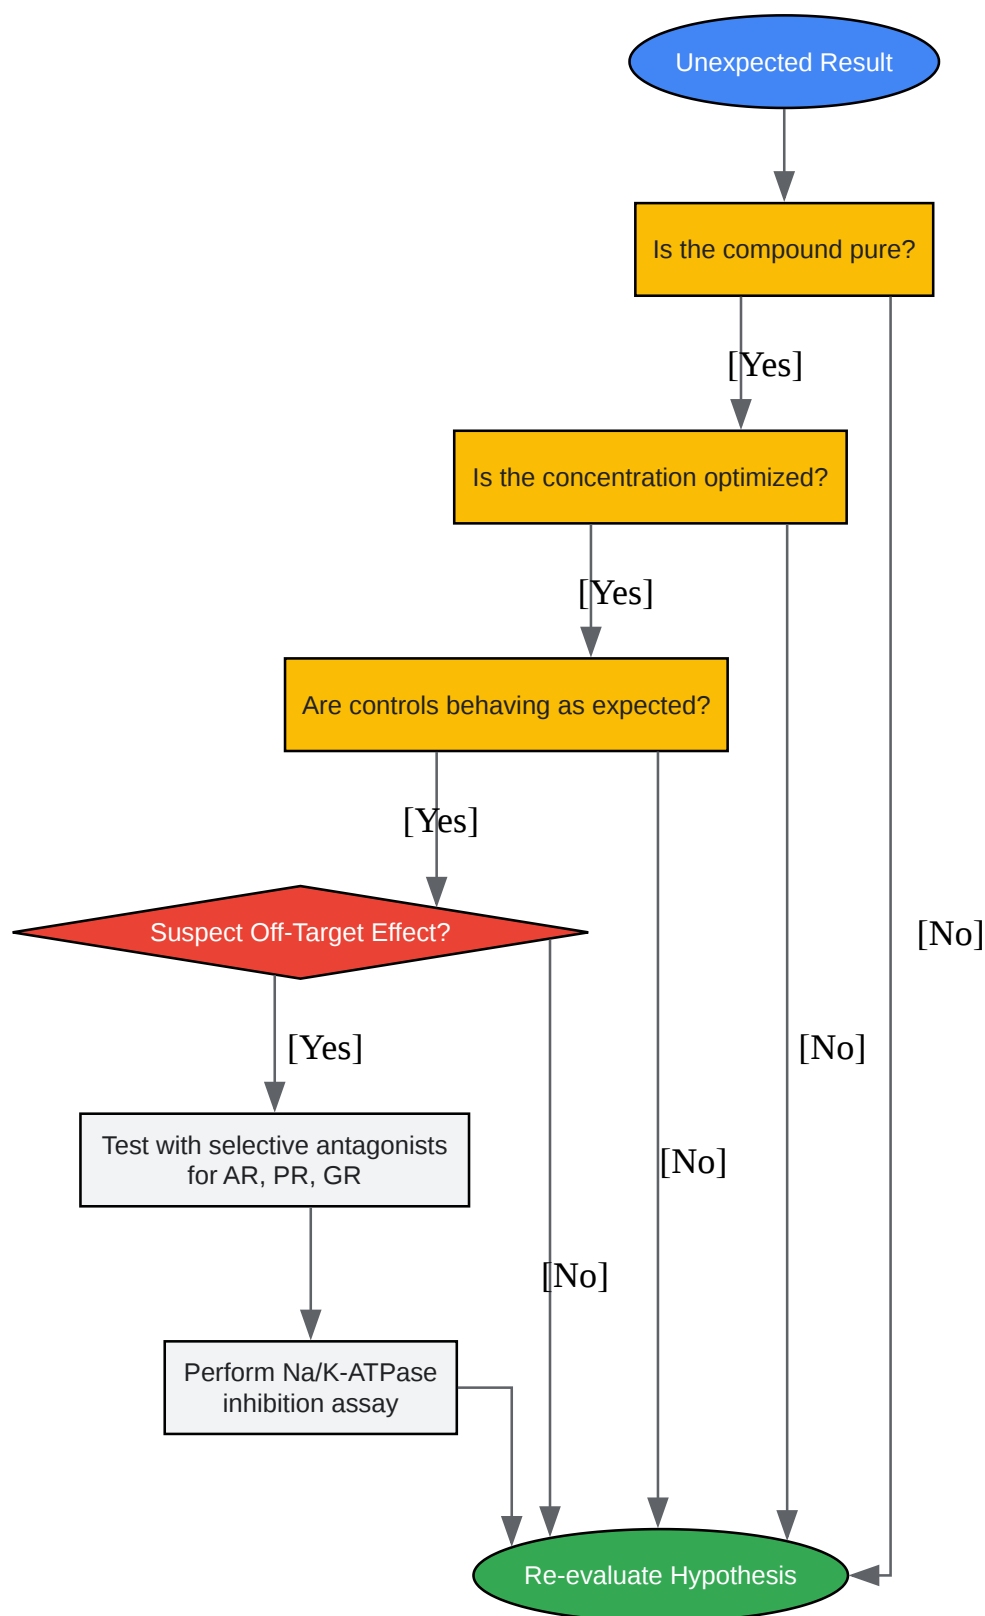 Unexpected Result
Is the compound pure?
[Yes]
Is the concentration optimized?
[Yes]
Are controls behaving as expected?
[Yes]
Suspect Off-Target Effect?
[No]
[Yes]
[No]
Test with selective antagonists
for AR, PR, GR
[No]
[No]
Perform Na/K-ATPase
inhibition assay
Re-evaluate Hypothesis